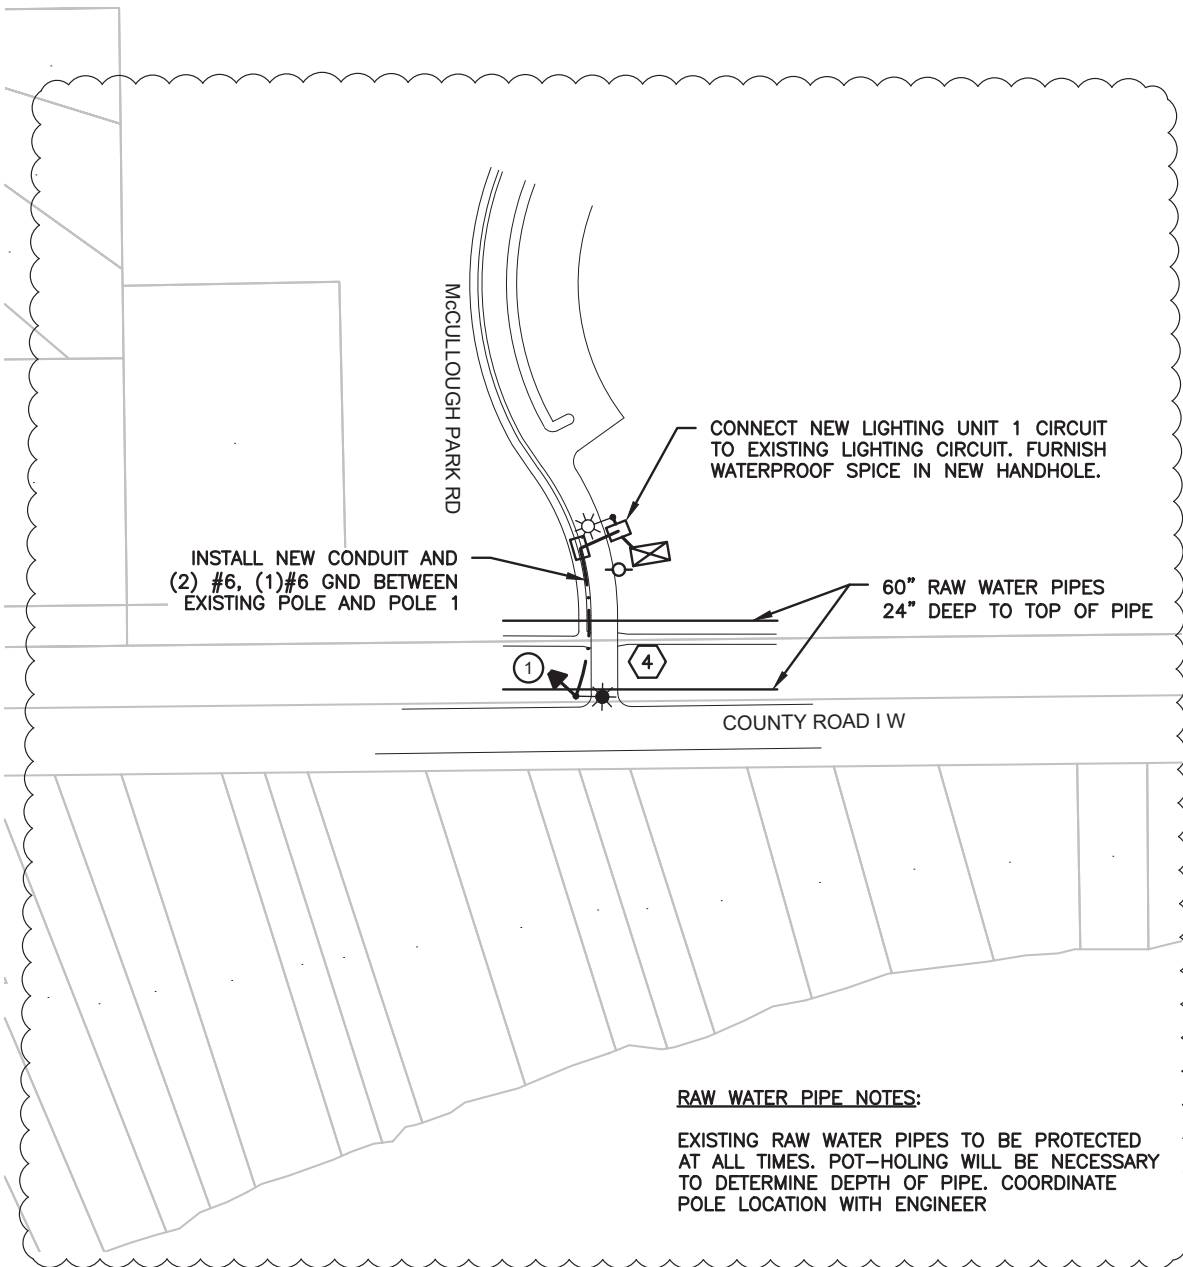 McCULLOUGH PARK RD
CONNECT NEW LIGHTING UNIT 1 CIRCUIT
TO EXISTING LIGHTING CIRCUIT. FURNISH
WATERPROOF SPICE IN NEW HANDHOLE.
INSTALL NEW CONDUIT AND
(2) #6, (1)#6 GND BETWEEN
EXISTING POLE AND POLE 1
60" RAW WATER PIPES
24" DEEP TO TOP OF PIPE
1
4
COUNTY ROAD I W
RAW WATER PIPE NOTES:
EXISTING RAW WATER PIPES TO BE PROTECTED
AT ALL TIMES. POT-HOLING WILL BE NECESSARY
TO DETERMINE DEPTH OF PIPE. COORDINATE
POLE LOCATION WITH ENGINEER